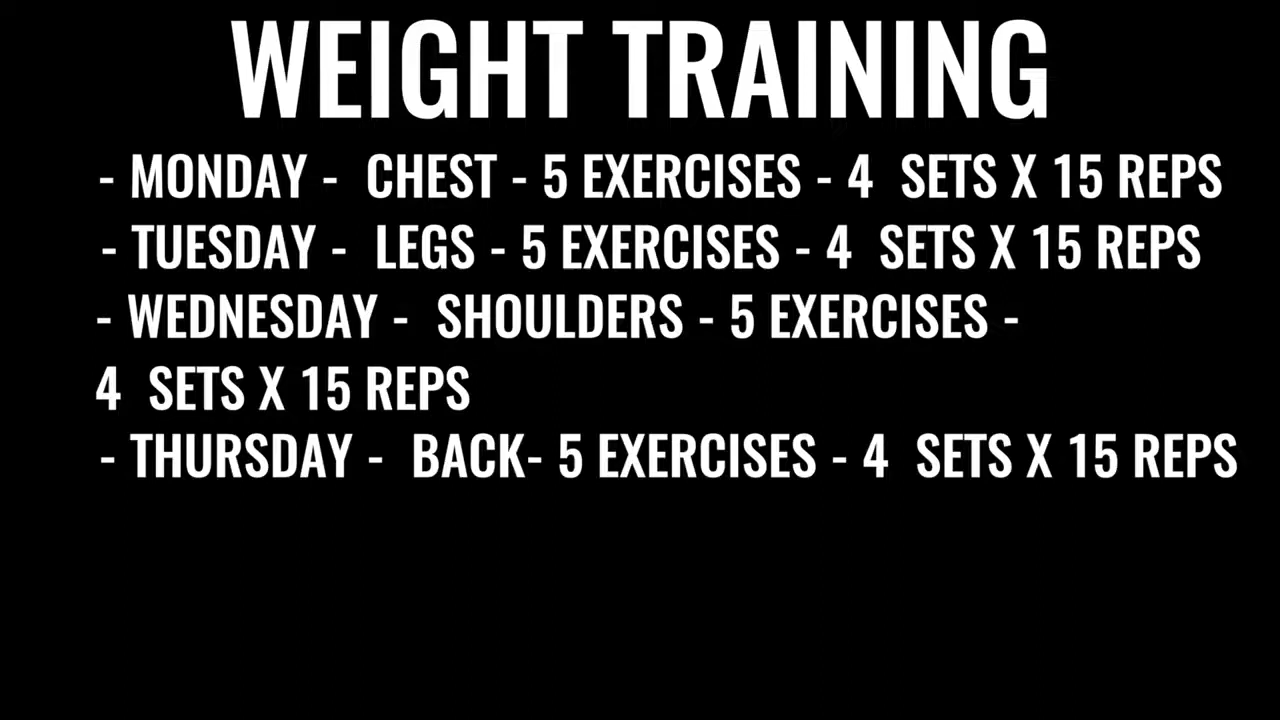 WEIGHT TRAINING
- MONDAY - CHEST - 5 EXERCISES - 4 SETS X 15 REPS
- TUESDAY - LEGS - 5 EXERCISES - 4 SETS X 15 REPS
- WEDNESDAY - SHOULDERS - 5 EXERCISES -
4 SETS X 15 REPS
- THURSDAY - BACK- 5 EXERCISES - 4 SETS X 15 REPS